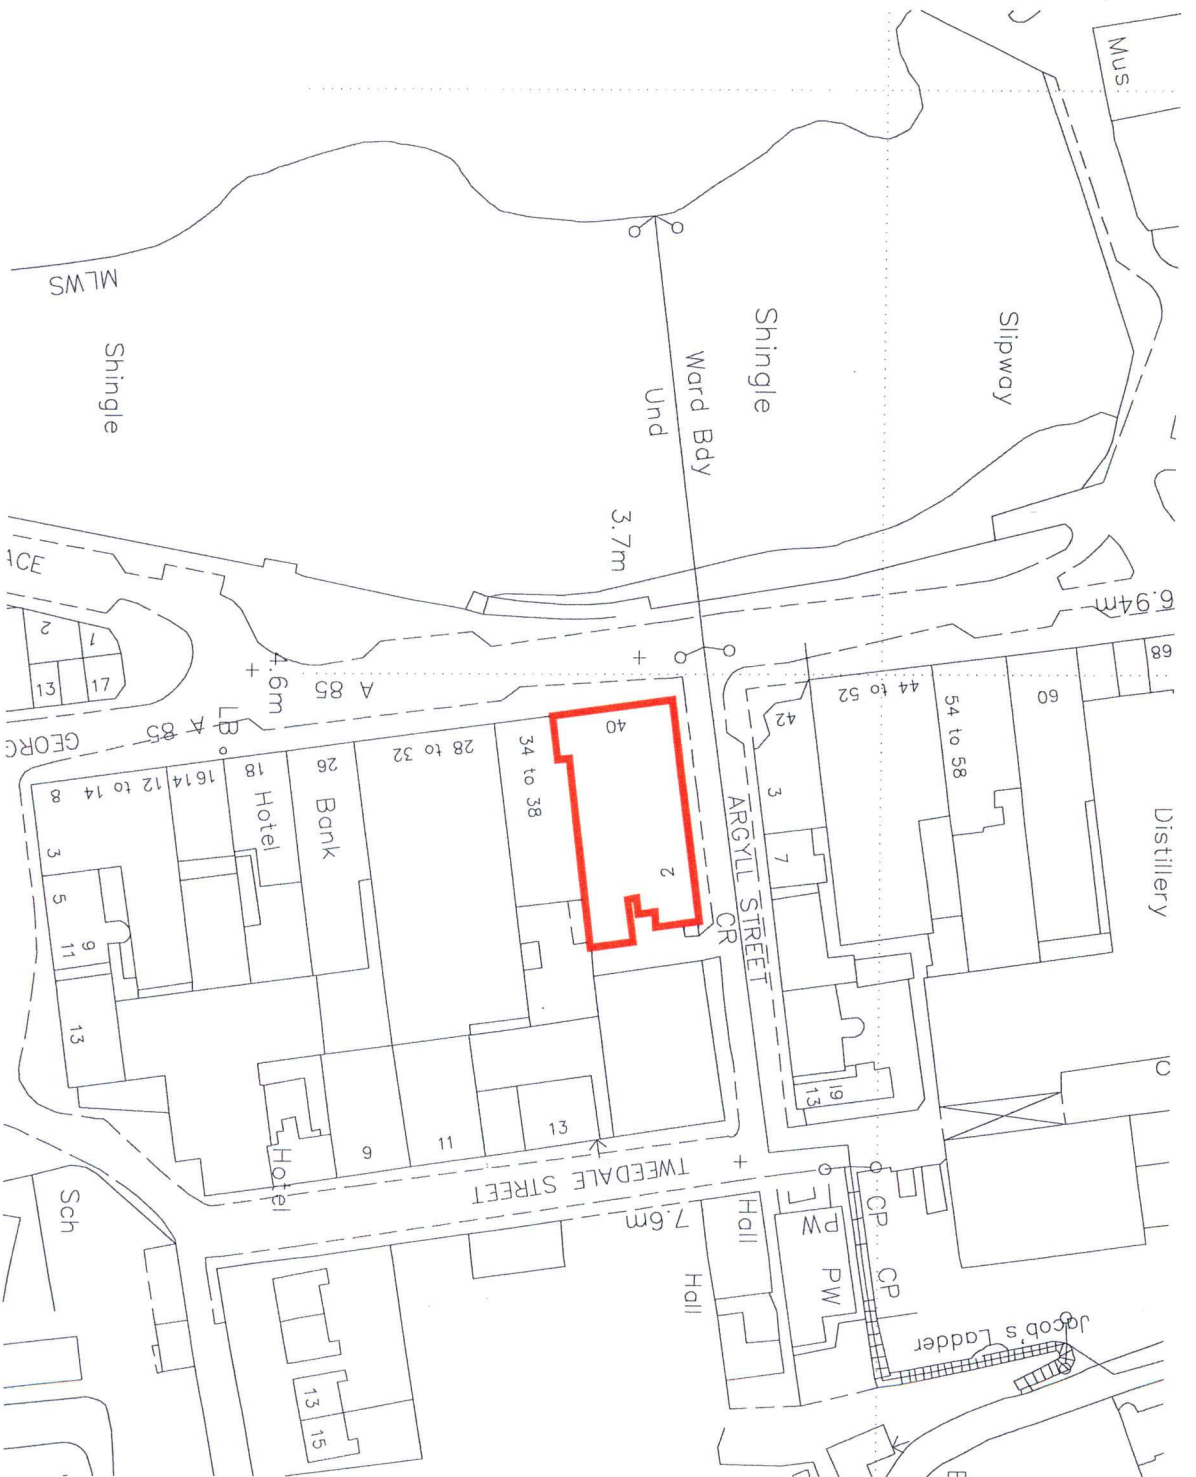 Mus
MLWS
Shingle
Und
Ward Bdy
Shingle
Slipway
3.7m
6.94m
2
1
13
17
4.6m
A 85
LB
A 85
GEORG
8
12 to 14
14
16
18
Hotel
26
Bank
28 to 32
34 to 38
40
2
42
44 to 52
54 to 58
60
68
Distillery
3
7
ARGYLL STREET
CR
3
5
9
11
13
19
13
Hotel
9
11
13
TWEEDALE STREET
7.6m
Hall
Hall
PW
PW
CP
CP
Jacob's Ladder
Sch
13
15